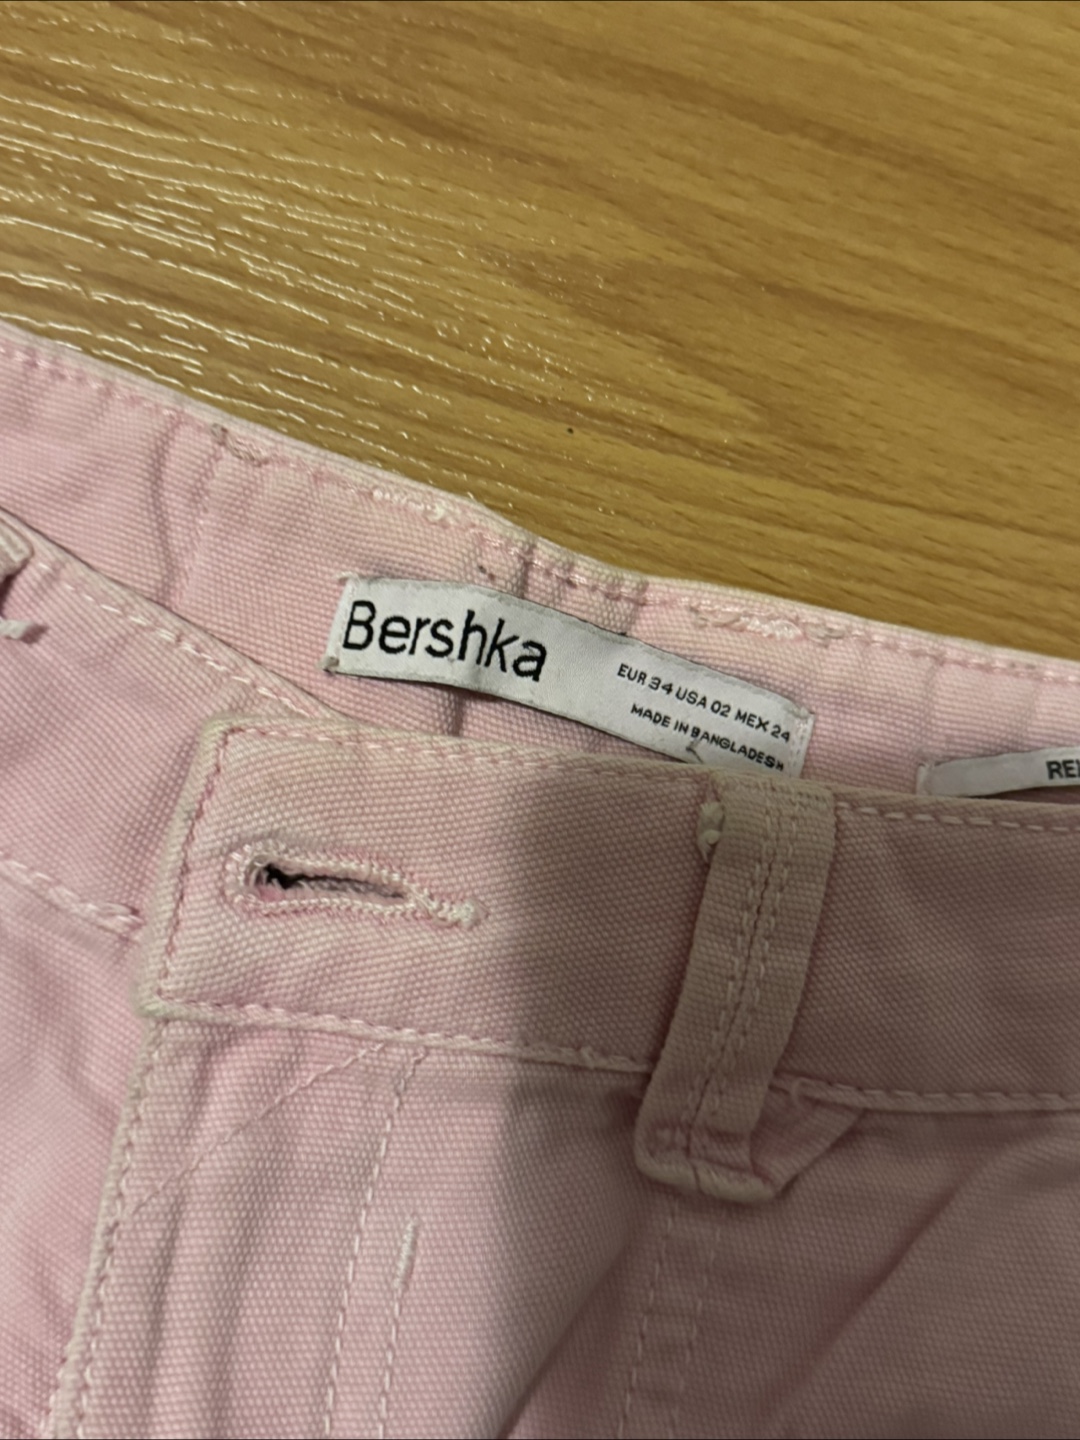 Bershka
EUR 34 USA 02 MEX 24
MADE IN BANGLADESH